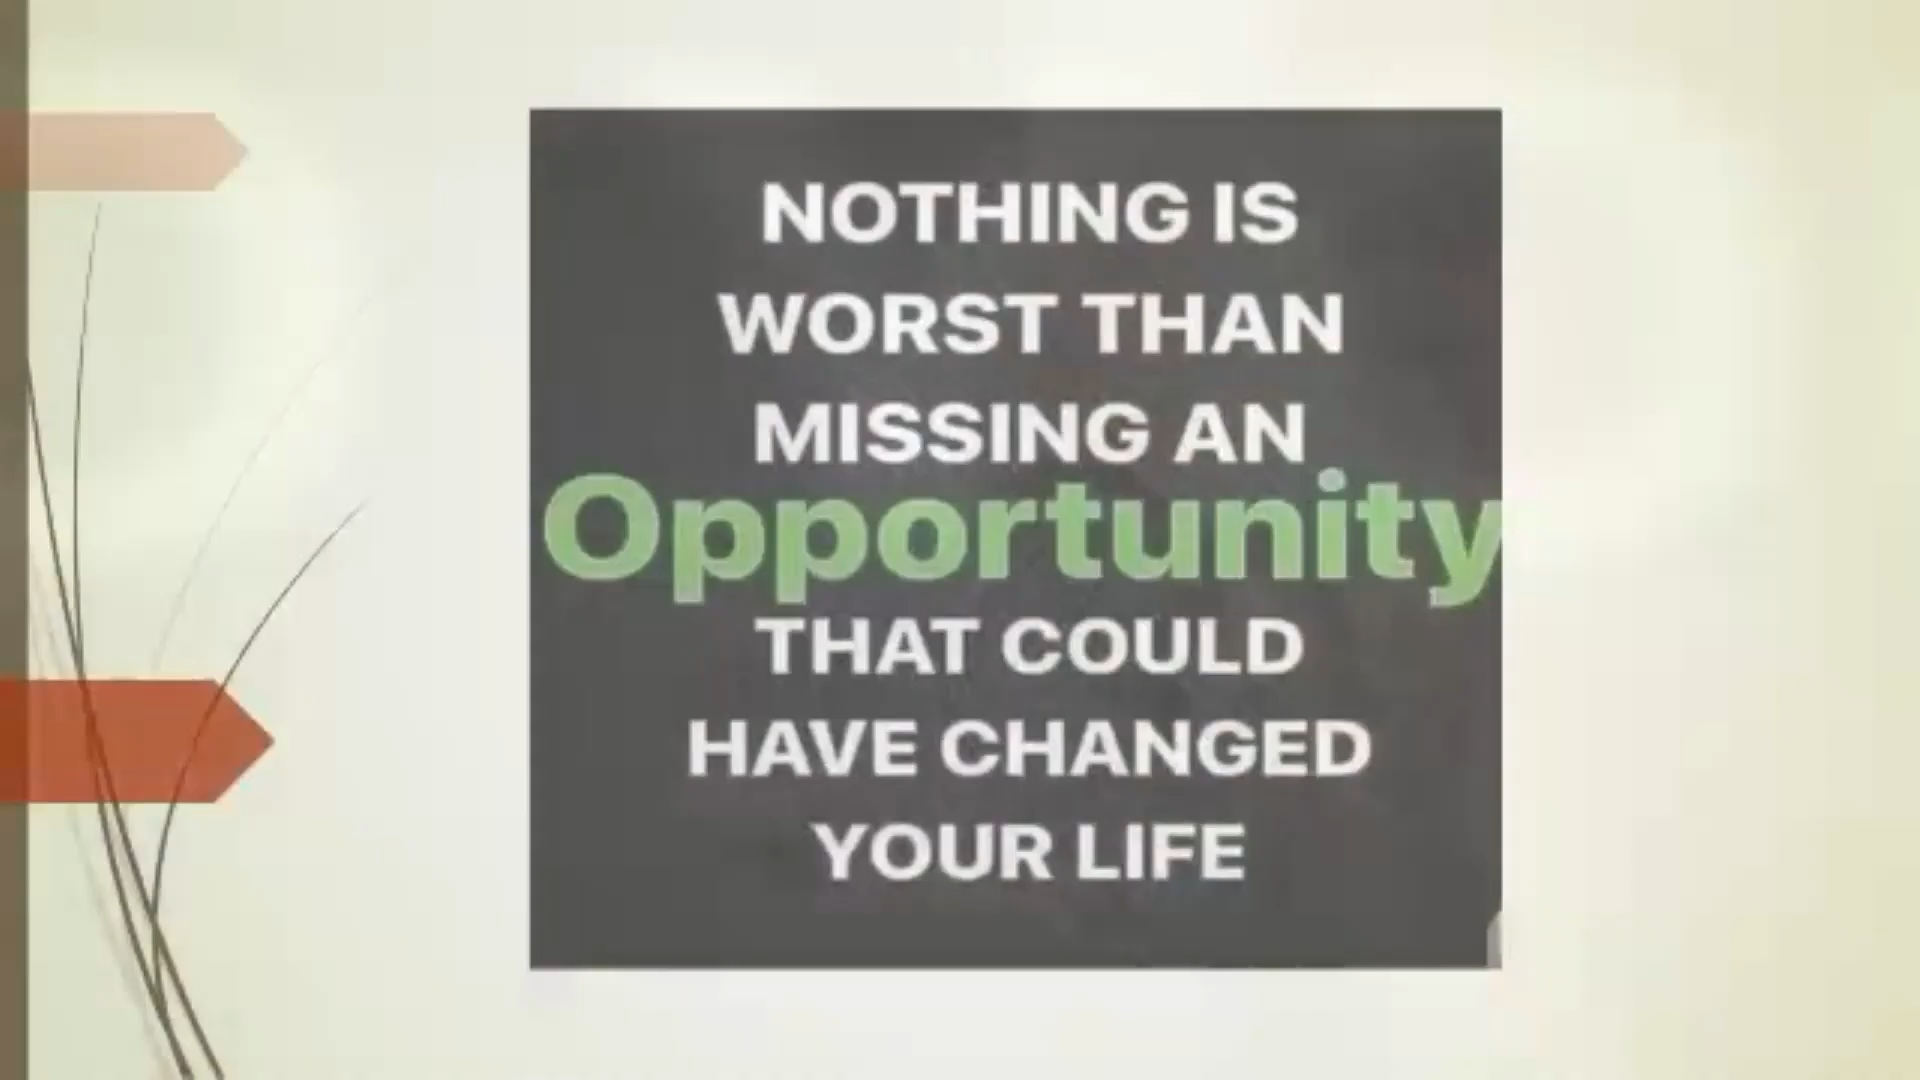 NOTHING IS
WORST THAN
MISSING AN
Opportunity
THAT COULD
HAVE CHANGED
YOUR LIFE